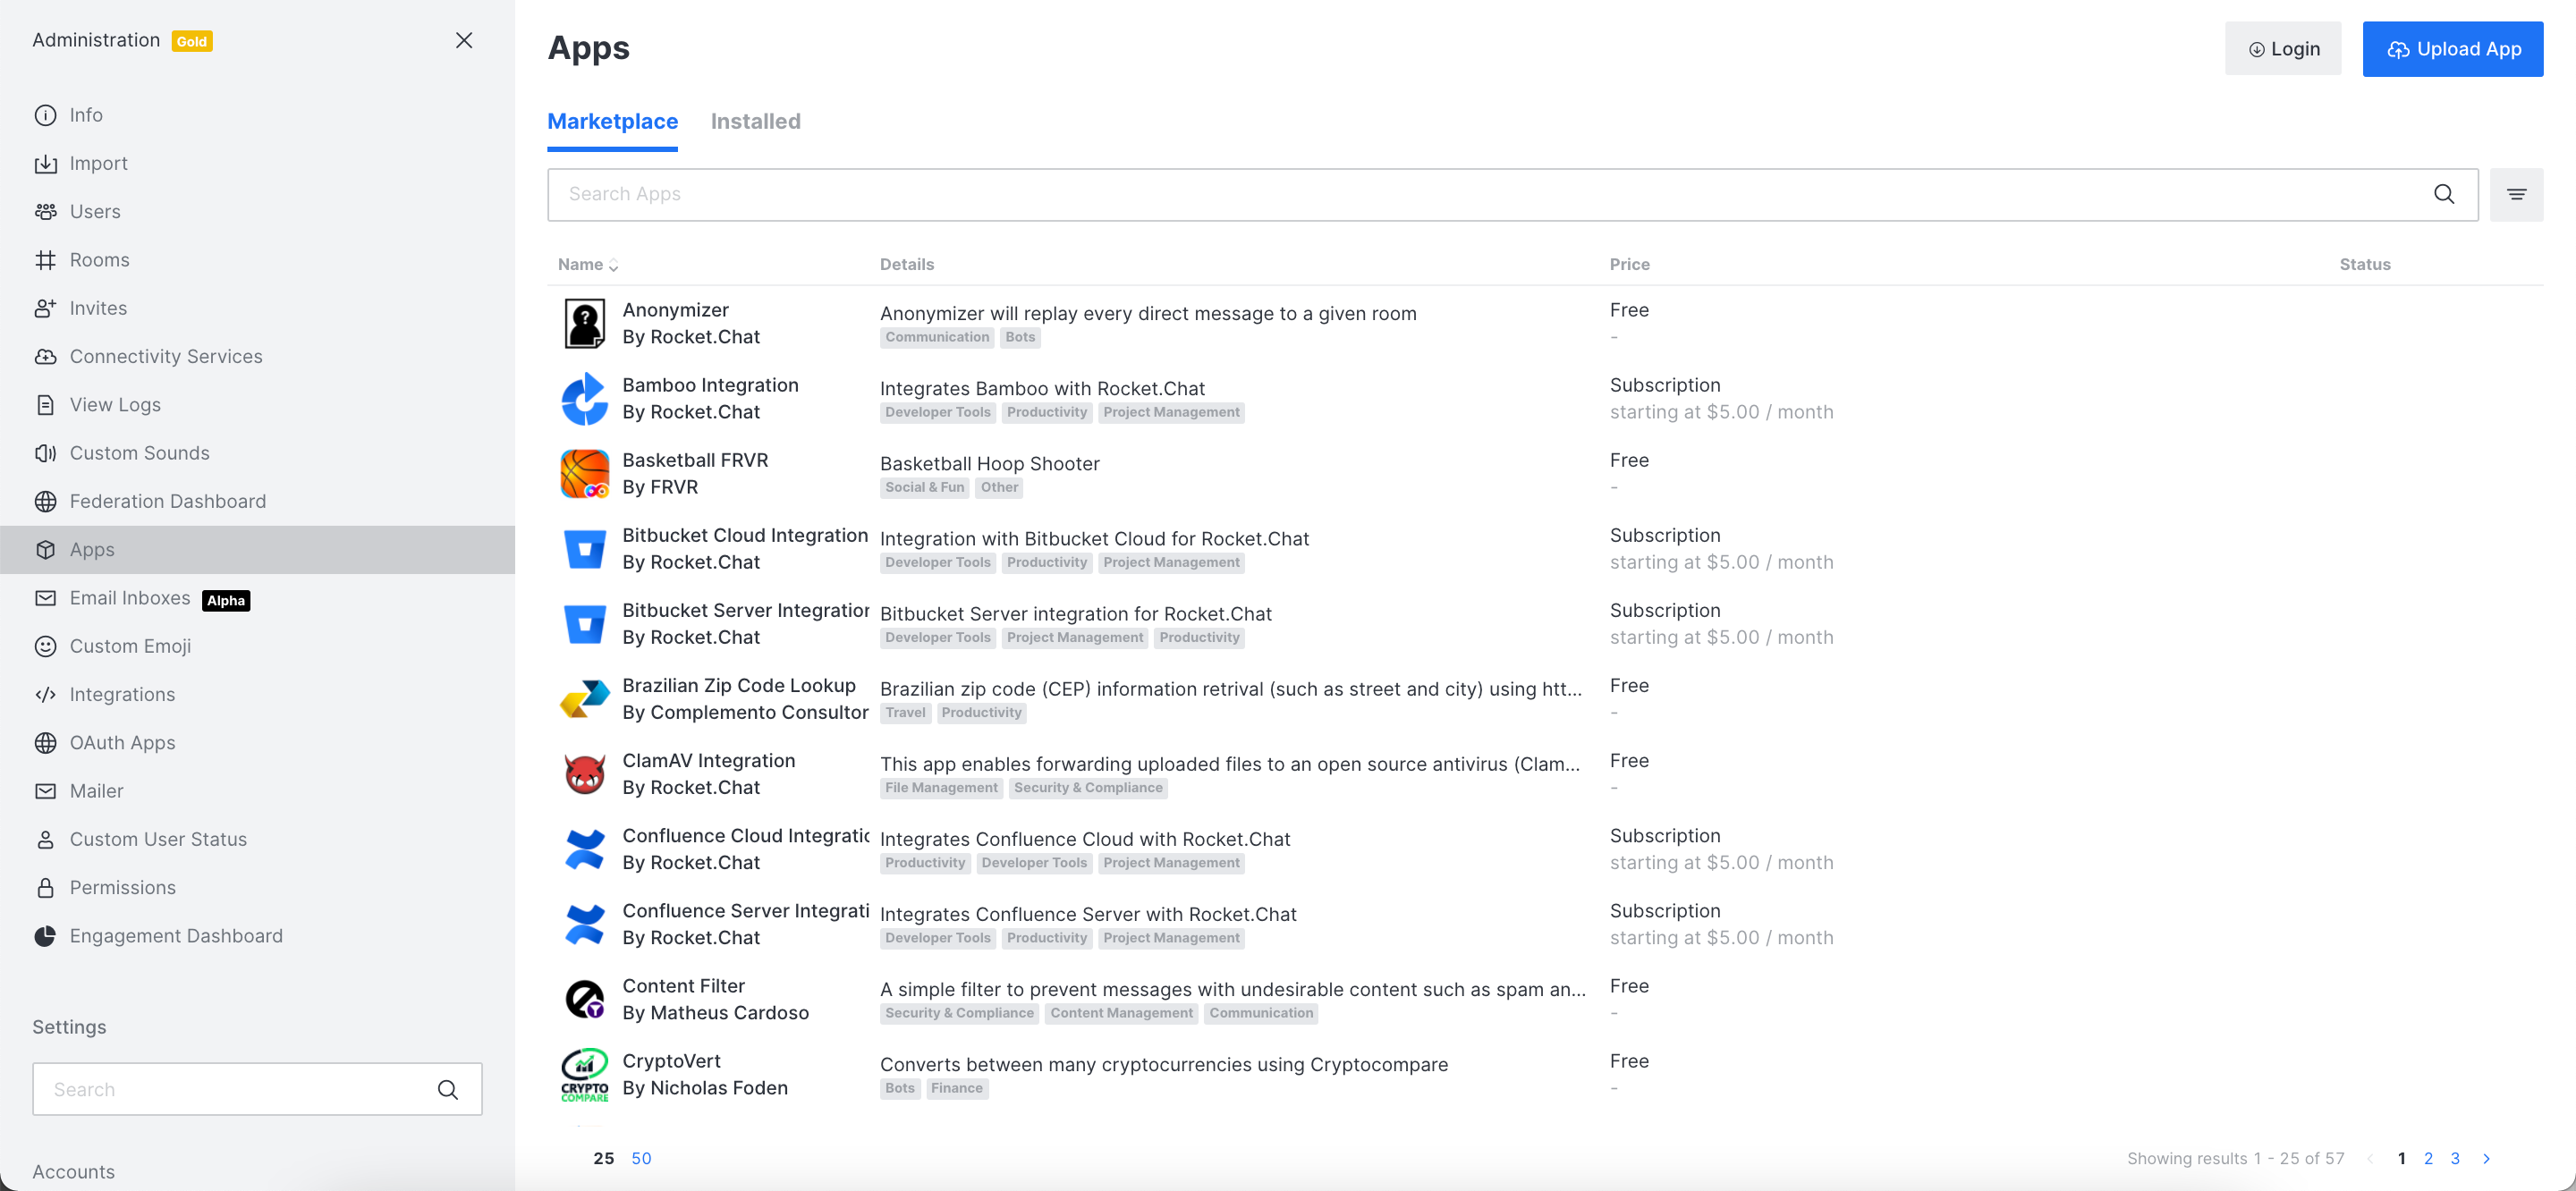 Administration Gold
Info
Import
Users
Rooms
Invites
Connectivity Services
View Logs
Custom Sounds
Federation Dashboard
Apps
Email Inboxes Alpha
Custom Emoji
Integrations
OAuth Apps
Mailer
Custom User Status
Permissions
Engagement Dashboard
Settings
Search
Accounts
Apps
Login
Upload App
Marketplace Installed
Search Apps
Name Details Price Status
Anonymizer
By Rocket.Chat
Anonymizer will replay every direct message to a given room
Communication Bots
Free
-
Bamboo Integration
By Rocket.Chat
Integrates Bamboo with Rocket.Chat
Developer Tools Productivity Project Management
Subscription
starting at $5.00 / month
Basketball FRVR
By FRVR
Basketball Hoop Shooter
Social & Fun Other
Free
-
Bitbucket Cloud Integration
By Rocket.Chat
Integration with Bitbucket Cloud for Rocket.Chat
Developer Tools Productivity Project Management
Subscription
starting at $5.00 / month
Bitbucket Server Integration
By Rocket.Chat
Bitbucket Server integration for Rocket.Chat
Developer Tools Project Management Productivity
Subscription
starting at $5.00 / month
Brazilian Zip Code Lookup
By Complemento Consultor
Brazilian zip code (CEP) information retrival (such as street and city) using htt...
Travel Productivity
Free
-
ClamAV Integration
By Rocket.Chat
This app enables forwarding uploaded files to an open source antivirus (Clam...
File Management Security & Compliance
Free
-
Confluence Cloud Integratic
By Rocket.Chat
Integrates Confluence Cloud with Rocket.Chat
Productivity Developer Tools Project Management
Subscription
starting at $5.00 / month
Confluence Server Integrati
By Rocket.Chat
Integrates Confluence Server with Rocket.Chat
Developer Tools Productivity Project Management
Subscription
starting at $5.00 / month
Content Filter
By Matheus Cardoso
A simple filter to prevent messages with undesirable content such as spam an...
Security & Compliance Content Management Communication
Free
-
CRYPTO
COMPARE
CryptoVert
By Nicholas Foden
Converts between many cryptocurrencies using Cryptocompare
Bots Finance
Free
-
25 50
Showing results 1 - 25 of 57 1 2 3